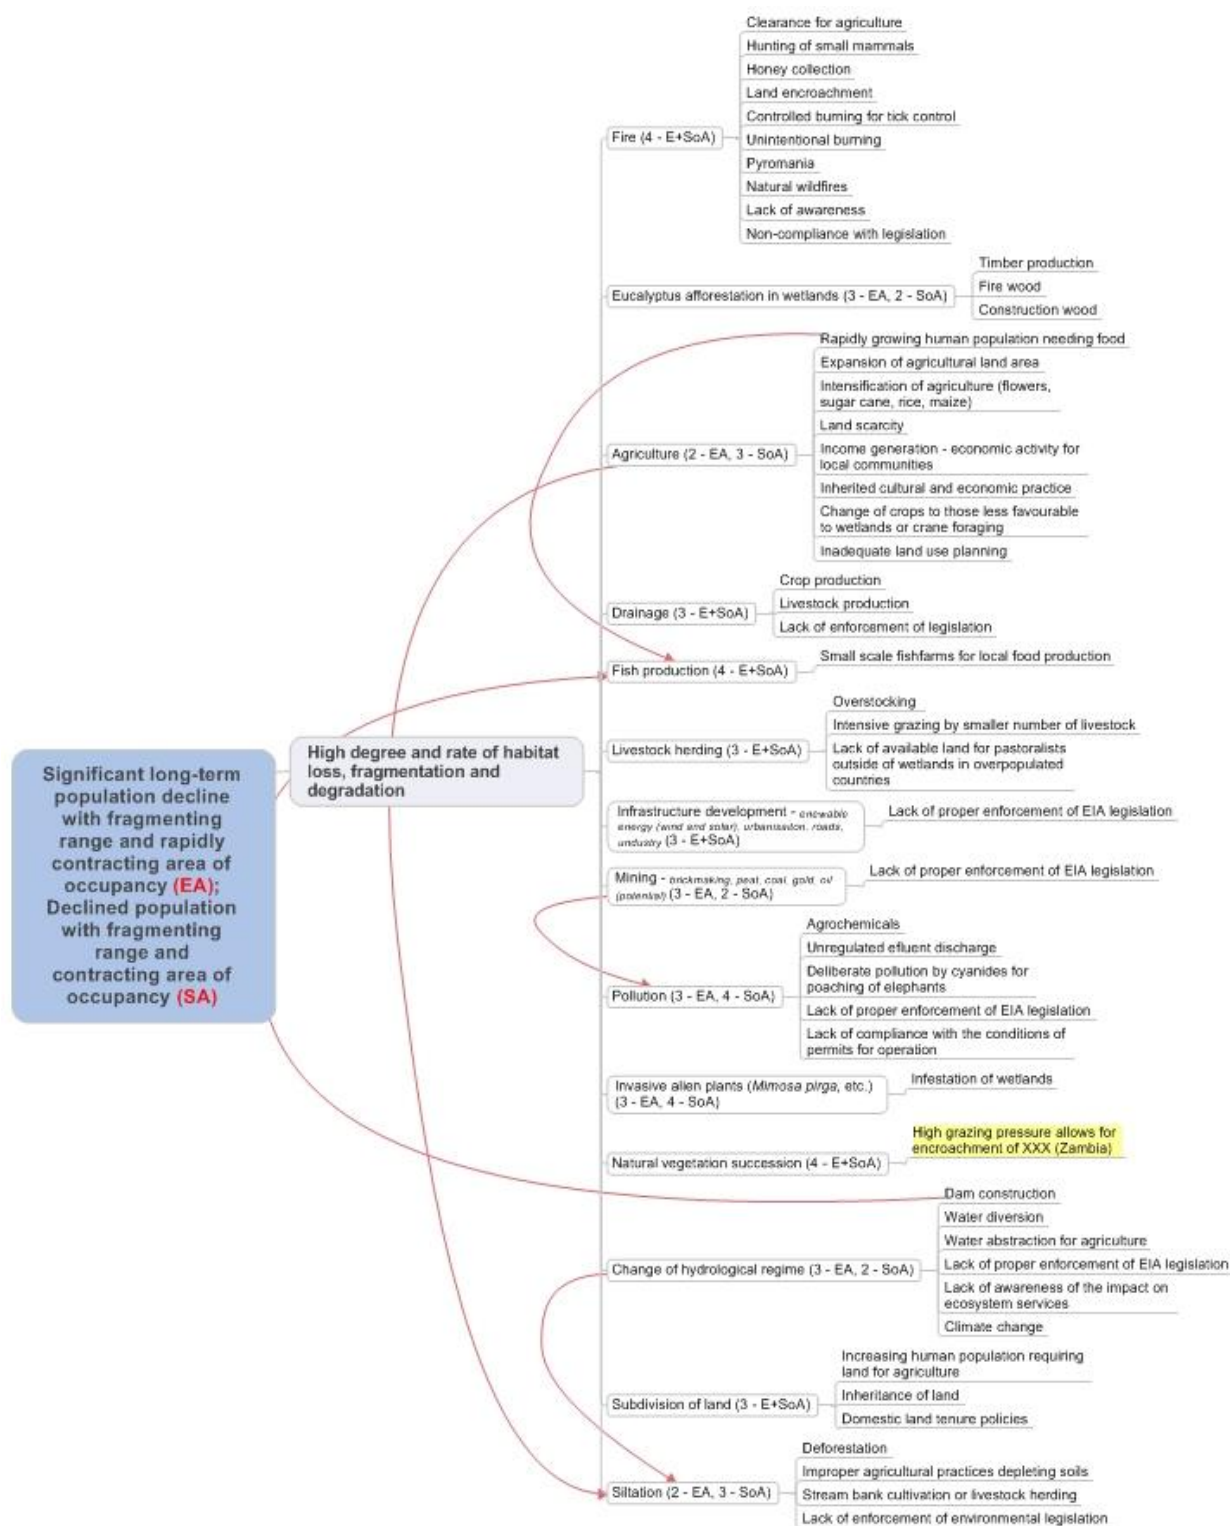 Significant long-term
population decline
with fragmenting
range and rapidly
contracting area of
occupancy (EA);
Declined population
with fragmenting
range and
contracting area of
occupancy (SA)
High degree and rate of habitat
loss, fragmentation and
degradation
Fire (4 - E+SoA)
Clearance for agriculture
Hunting of small mammals
Honey collection
Land encroachment
Controlled burning for tick control
Unintentional burning
Pyromania
Natural wildfires
Lack of awareness
Non-compliance with legislation
Eucalyptus afforestation in wetlands (3 - EA, 2 - SoA)
Timber production
Fire wood
Construction wood
Agriculture (2 - EA, 3 - SoA)
Rapidly growing human population needing food
Expansion of agricultural land area
Intensification of agriculture (flowers,
sugar cane, rice, maize)
Land scarcity
Income generation - economic activity for
local communities
Inherited cultural and economic practice
Change of crops to those less favourable
to wetlands or crane foraging
Inadequate land use planning
Drainage (3 - E+SoA)
Crop production
Livestock production
Lack of enforcement of legislation
Fish production (4 - E+SoA)
Small scale fishfarms for local food production
Livestock herding (3 - E+SoA)
Overstocking
Intensive grazing by smaller number of livestock
Lack of available land for pastoralists
outside of wetlands in overpopulated
countries
Infrastructure development - enewable
energy (wind and solar), urbanisation, roads,
undustry (3 - E+SoA)
Lack of proper enforcement of EIA legislation
Mining - brickmaking, peat, coal, gold, oil
(potential) (3 - EA, 2 - SoA)
Lack of proper enforcement of EIA legislation
Pollution (3 - EA, 4 - SoA)
Agrochemicals
Unregulated efluent discharge
Deliberate pollution by cyanides for
poaching of elephants
Lack of proper enforcement of EIA legislation
Lack of compliance with the conditions of
permits for operation
Invasive alien plants (Mimosa pirga, etc.)
(3 - EA, 4 - SoA)
Infestation of wetlands
Natural vegetation succession (4 - E+SoA)
High grazing pressure allows for
encroachment of XXX (Zambia)
Change of hydrological regime (3 - EA, 2 - SoA)
Dam construction
Water diversion
Water abstraction for agriculture
Lack of proper enforcement of EIA legislation
Lack of awareness of the impact on
ecosystem services
Climate change
Subdivision of land (3 - E+SoA)
Increasing human population requiring
land for agriculture
Inheritance of land
Domestic land tenure policies
Siltation (2 - EA, 3 - SoA)
Deforestation
Improper agricultural practices depleting soils
Stream bank cultivation or livestock herding
Lack of enforcement of environmental legislation